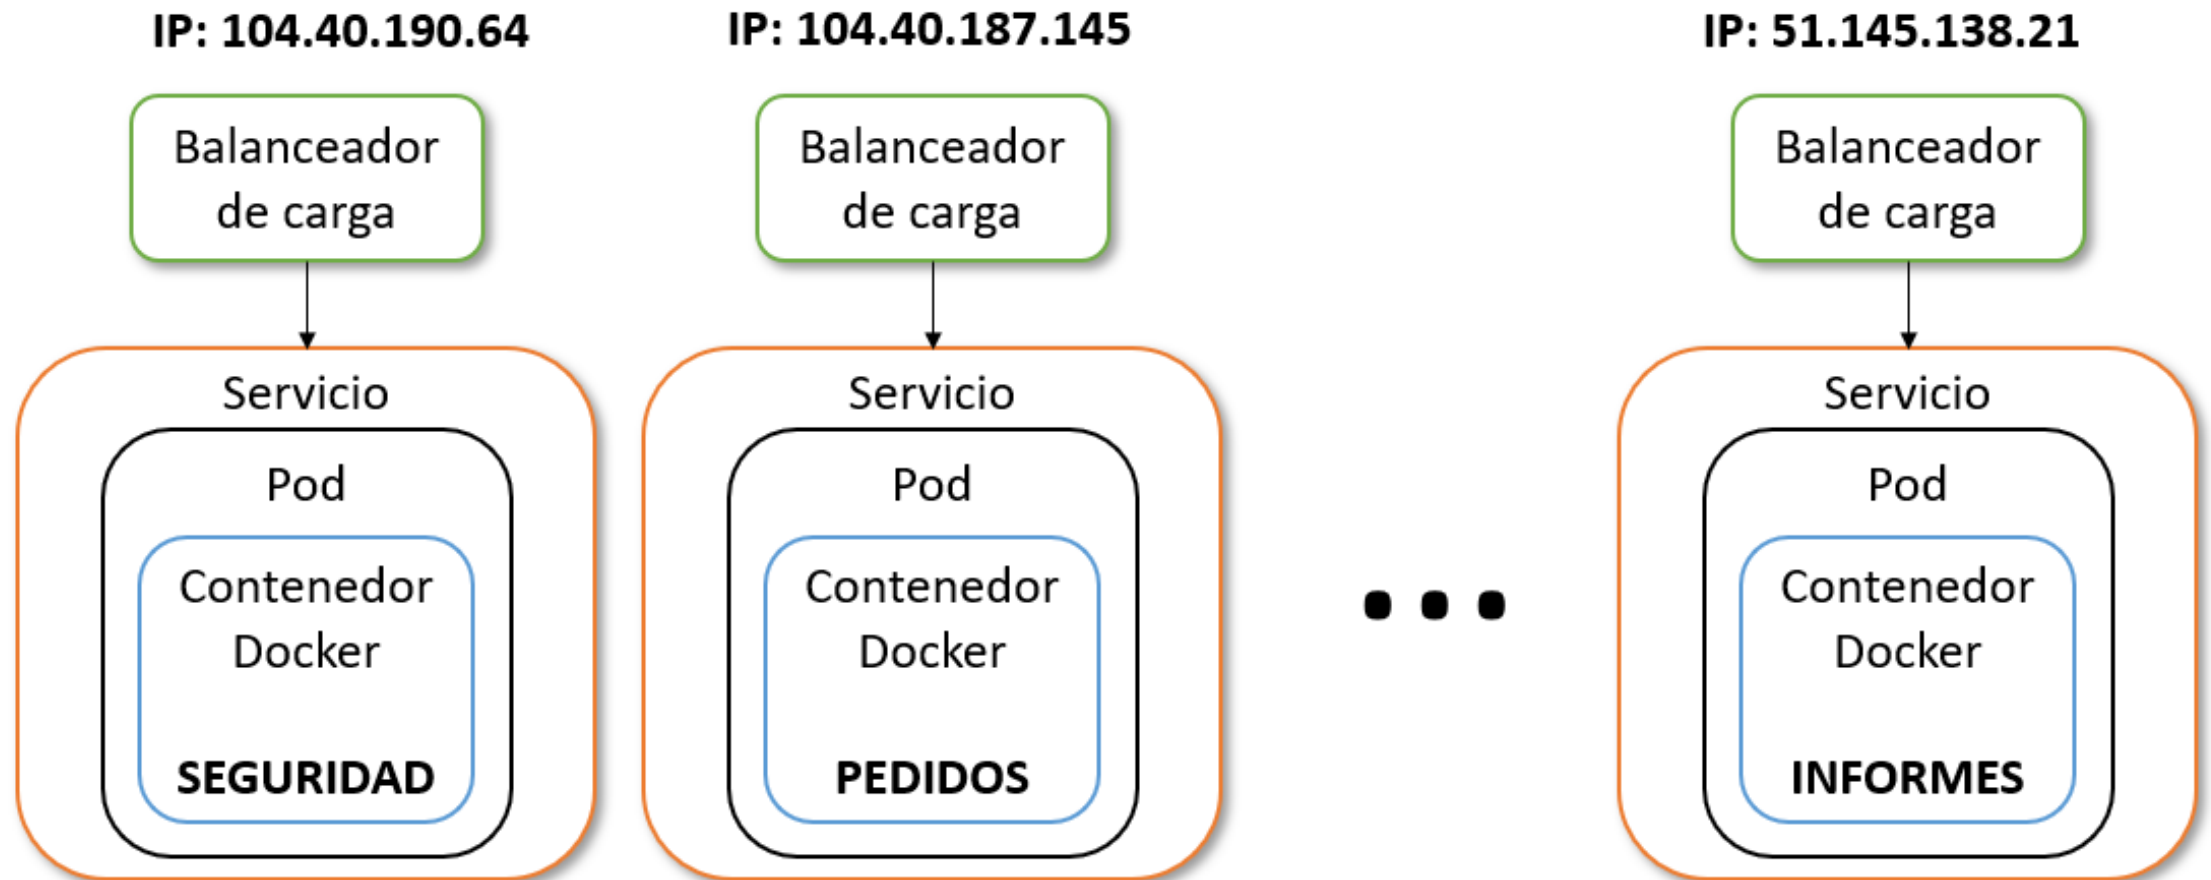 IP: 104.40.190.64
Balanceador
de carga
Servicio
Pod
Contenedor
Docker
SEGURIDAD
IP: 104.40.187.145
Balanceador
de carga
Servicio
Pod
Contenedor
Docker
PEDIDOS
...
IP: 51.145.138.21
Balanceador
de carga
Servicio
Pod
Contenedor
Docker
INFORMES